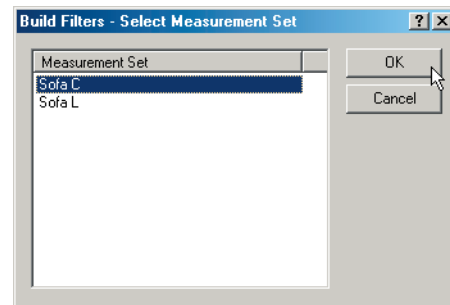 Build Filters - Select Measurement Set
Measurement Set
Sofa C
Sofa L
OK
Cancel